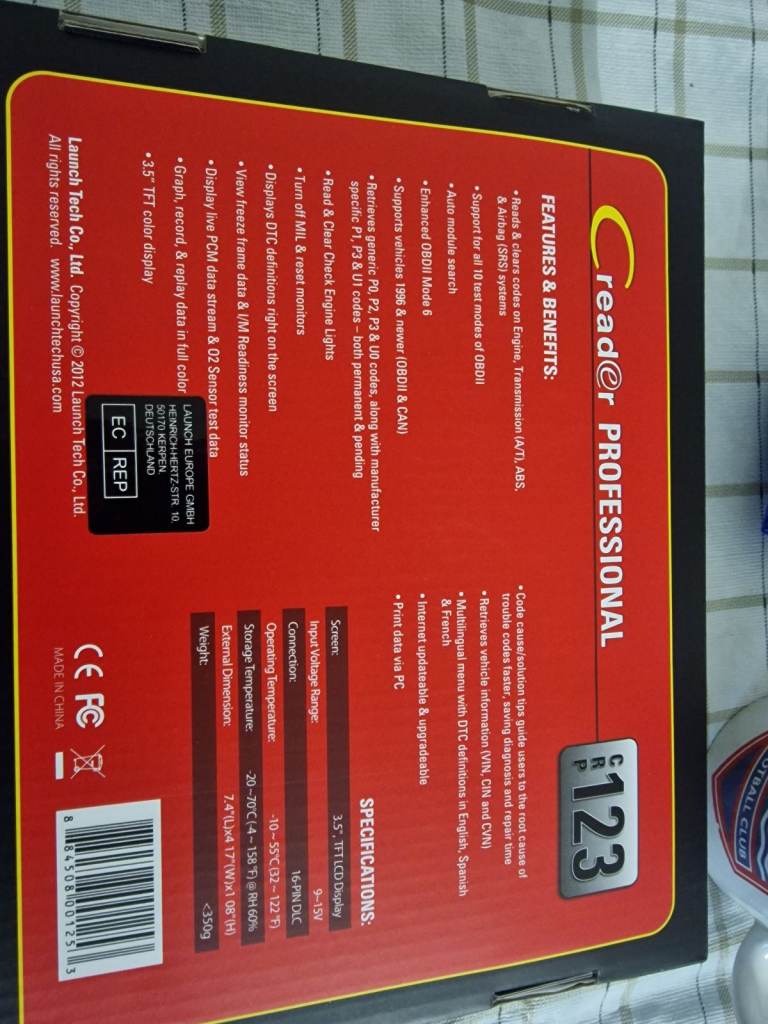 Cread@r PROFESSIONAL
CRP 123
FEATURES & BENEFITS:
• Reads & clears codes on Engine, Transmission (A/T), ABS,
& Airbag (SRS) systems
• Support for all 10 test modes of OBDII
• Auto module search
• Enhanced OBDII Mode 6
• Supports vehicles 1996 & newer (OBDII & CAN)
• Retrieves generic P0, P2, P3 & U0 codes, along with manufacturer
specific P1, P3 & U1 codes – both permanent & pending
• Read & Clear Check Engine Lights
• Turn off MIL & reset monitors
• Displays DTC definitions right on the screen
• View freeze frame data & I/M Readiness monitor status
• Display live PCM data stream & O2 Sensor test data
• Graph, record, & replay data in full color
• 3.5" TFT color display
• Code cause/solution tips guide users to the root cause of
trouble codes faster, saving diagnosis and repair time
• Retrieves vehicle information (VIN, CIN and CVN)
• Multilingual menu with DTC definitions in English, Spanish
& French
• Internet updateable & upgradeable
• Print data via PC
SPECIFICATIONS:
Screen: 3.5", TFT LCD Display
Input Voltage Range: 9~15V
Connection: 16-PIN DLC
Operating Temperature: -10 ~ 55°C (32 ~ 122 °F)
Storage Temperature: -20 ~70°C (-4 ~ 158 °F) @ RH 60%
External Dimension: 7.4"(L)x4 17"(W)x1 08"(H)
Weight: <350g
LAUNCH EUROPE GMBH
HEINRICH-HERTZ-STR. 10,
50170 KERPEN,
DEUTSCHLAND
EC REP
Launch Tech Co., Ltd. Copyright © 2012 Launch Tech Co., Ltd.
All rights reserved. www.launchtechusa.com
CE FC
MADE IN CHINA
8 84508 00125 3
OTBALL CLUB